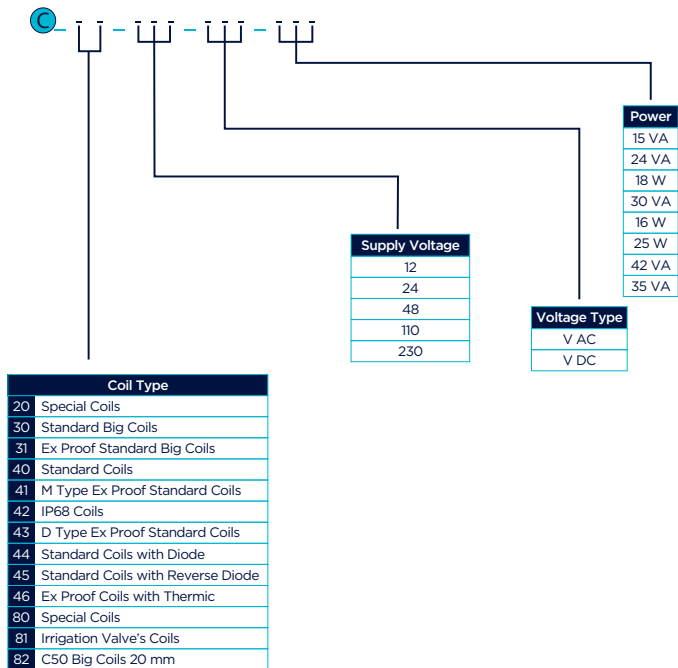 C
Power
15 VA
24 VA
18 W
30 VA
16 W
25 W
42 VA
35 VA
Supply Voltage
12
24
48
110
230
Voltage Type
V AC
V DC
Coil Type
20 Special Coils
30 Standard Big Coils
31 Ex Proof Standard Big Coils
40 Standard Coils
41 M Type Ex Proof Standard Coils
42 IP68 Coils
43 D Type Ex Proof Standard Coils
44 Standard Coils with Diode
45 Standard Coils with Reverse Diode
46 Ex Proof Coils with Thermic
80 Special Coils
81 Irrigation Valve's Coils
82 C50 Big Coils 20 mm